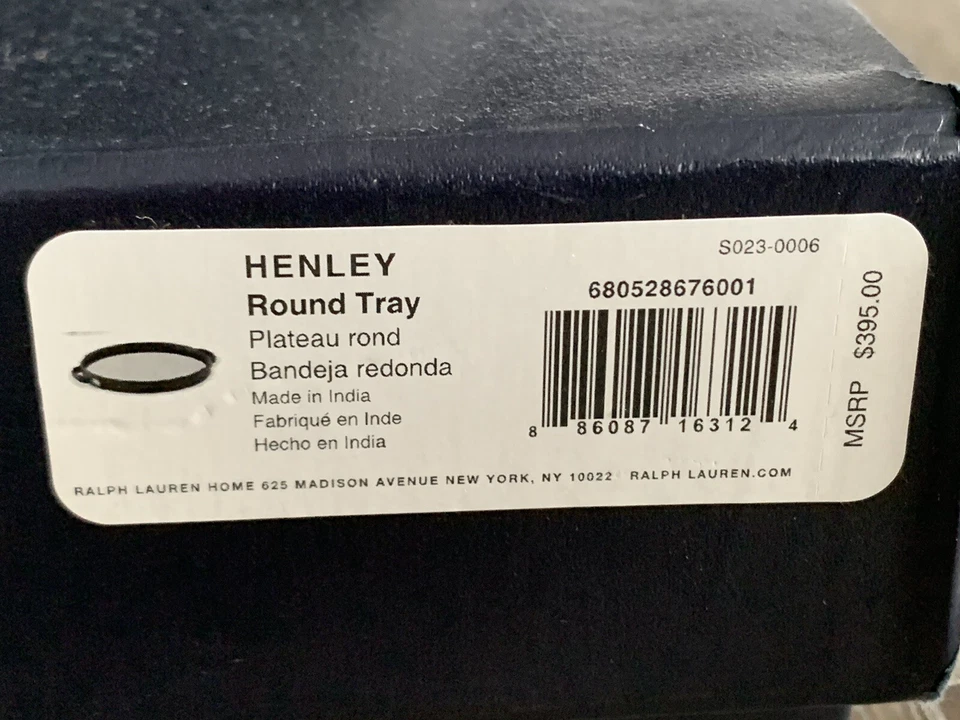 HENLEY
Round Tray
Plateau rond
Bandeja redonda
Made in India
Fabriqué en Inde
Hecho en India
S023-0006
680528676001
8 86087 16312 4
MSRP $395.00
RALPH LAUREN HOME 625 MADISON AVENUE NEW YORK, NY 10022 RALPH LAUREN.COM